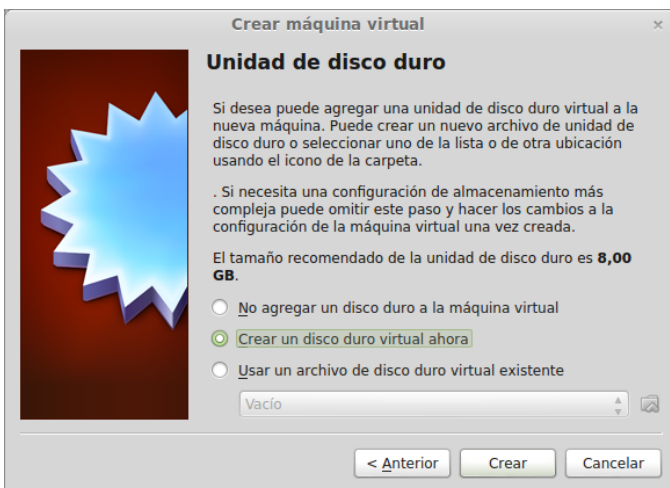 Crear máquina virtual
Unidad de disco duro
Si desea puede agregar una unidad de disco duro virtual a la
nueva máquina. Puede crear un nuevo archivo de unidad de
disco duro o seleccionar uno de la lista o de otra ubicación
usando el icono de la carpeta.
. Si necesita una configuración de almacenamiento más
compleja puede omitir este paso y hacer los cambios a la
configuración de la máquina virtual una vez creada.
El tamaño recomendado de la unidad de disco duro es 8,00
GB.
No agregar un disco duro a la máquina virtual
Crear un disco duro virtual ahora
Usar un archivo de disco duro virtual existente
Vacío
< Anterior Crear Cancelar